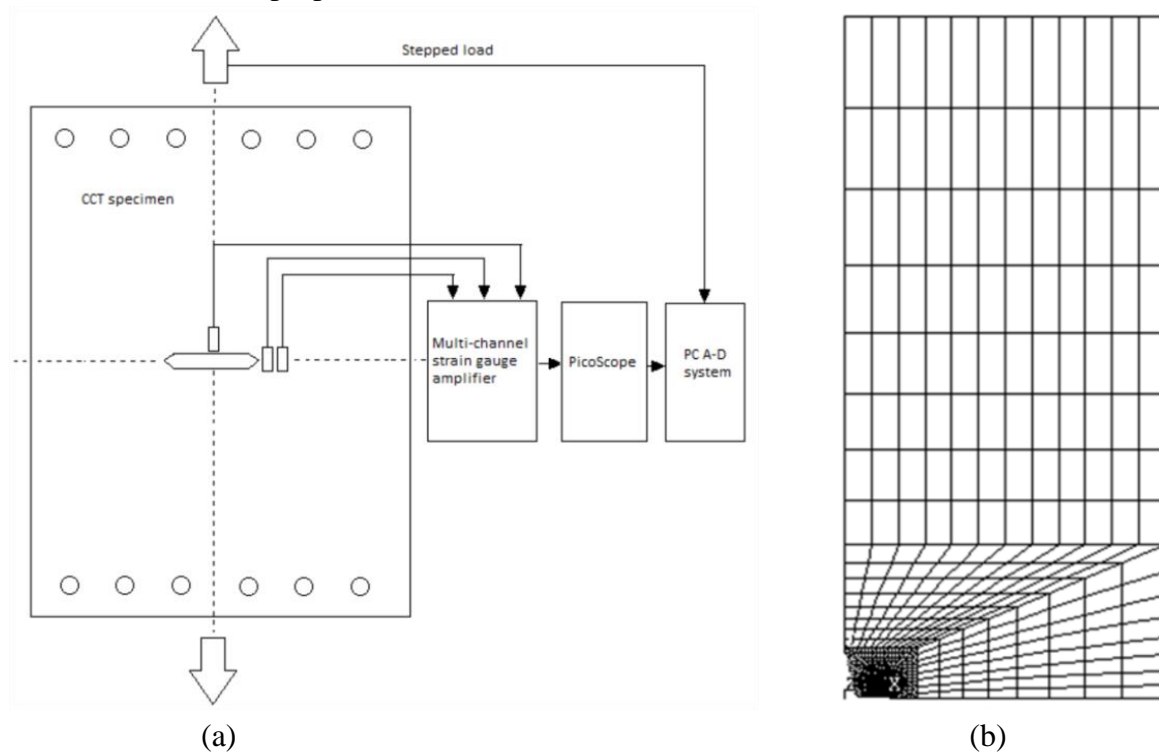 Stepped load
CCT specimen
Multi-channel
strain gauge
amplifier
PicoScope
PC A-D
system
X
(a)
(b)